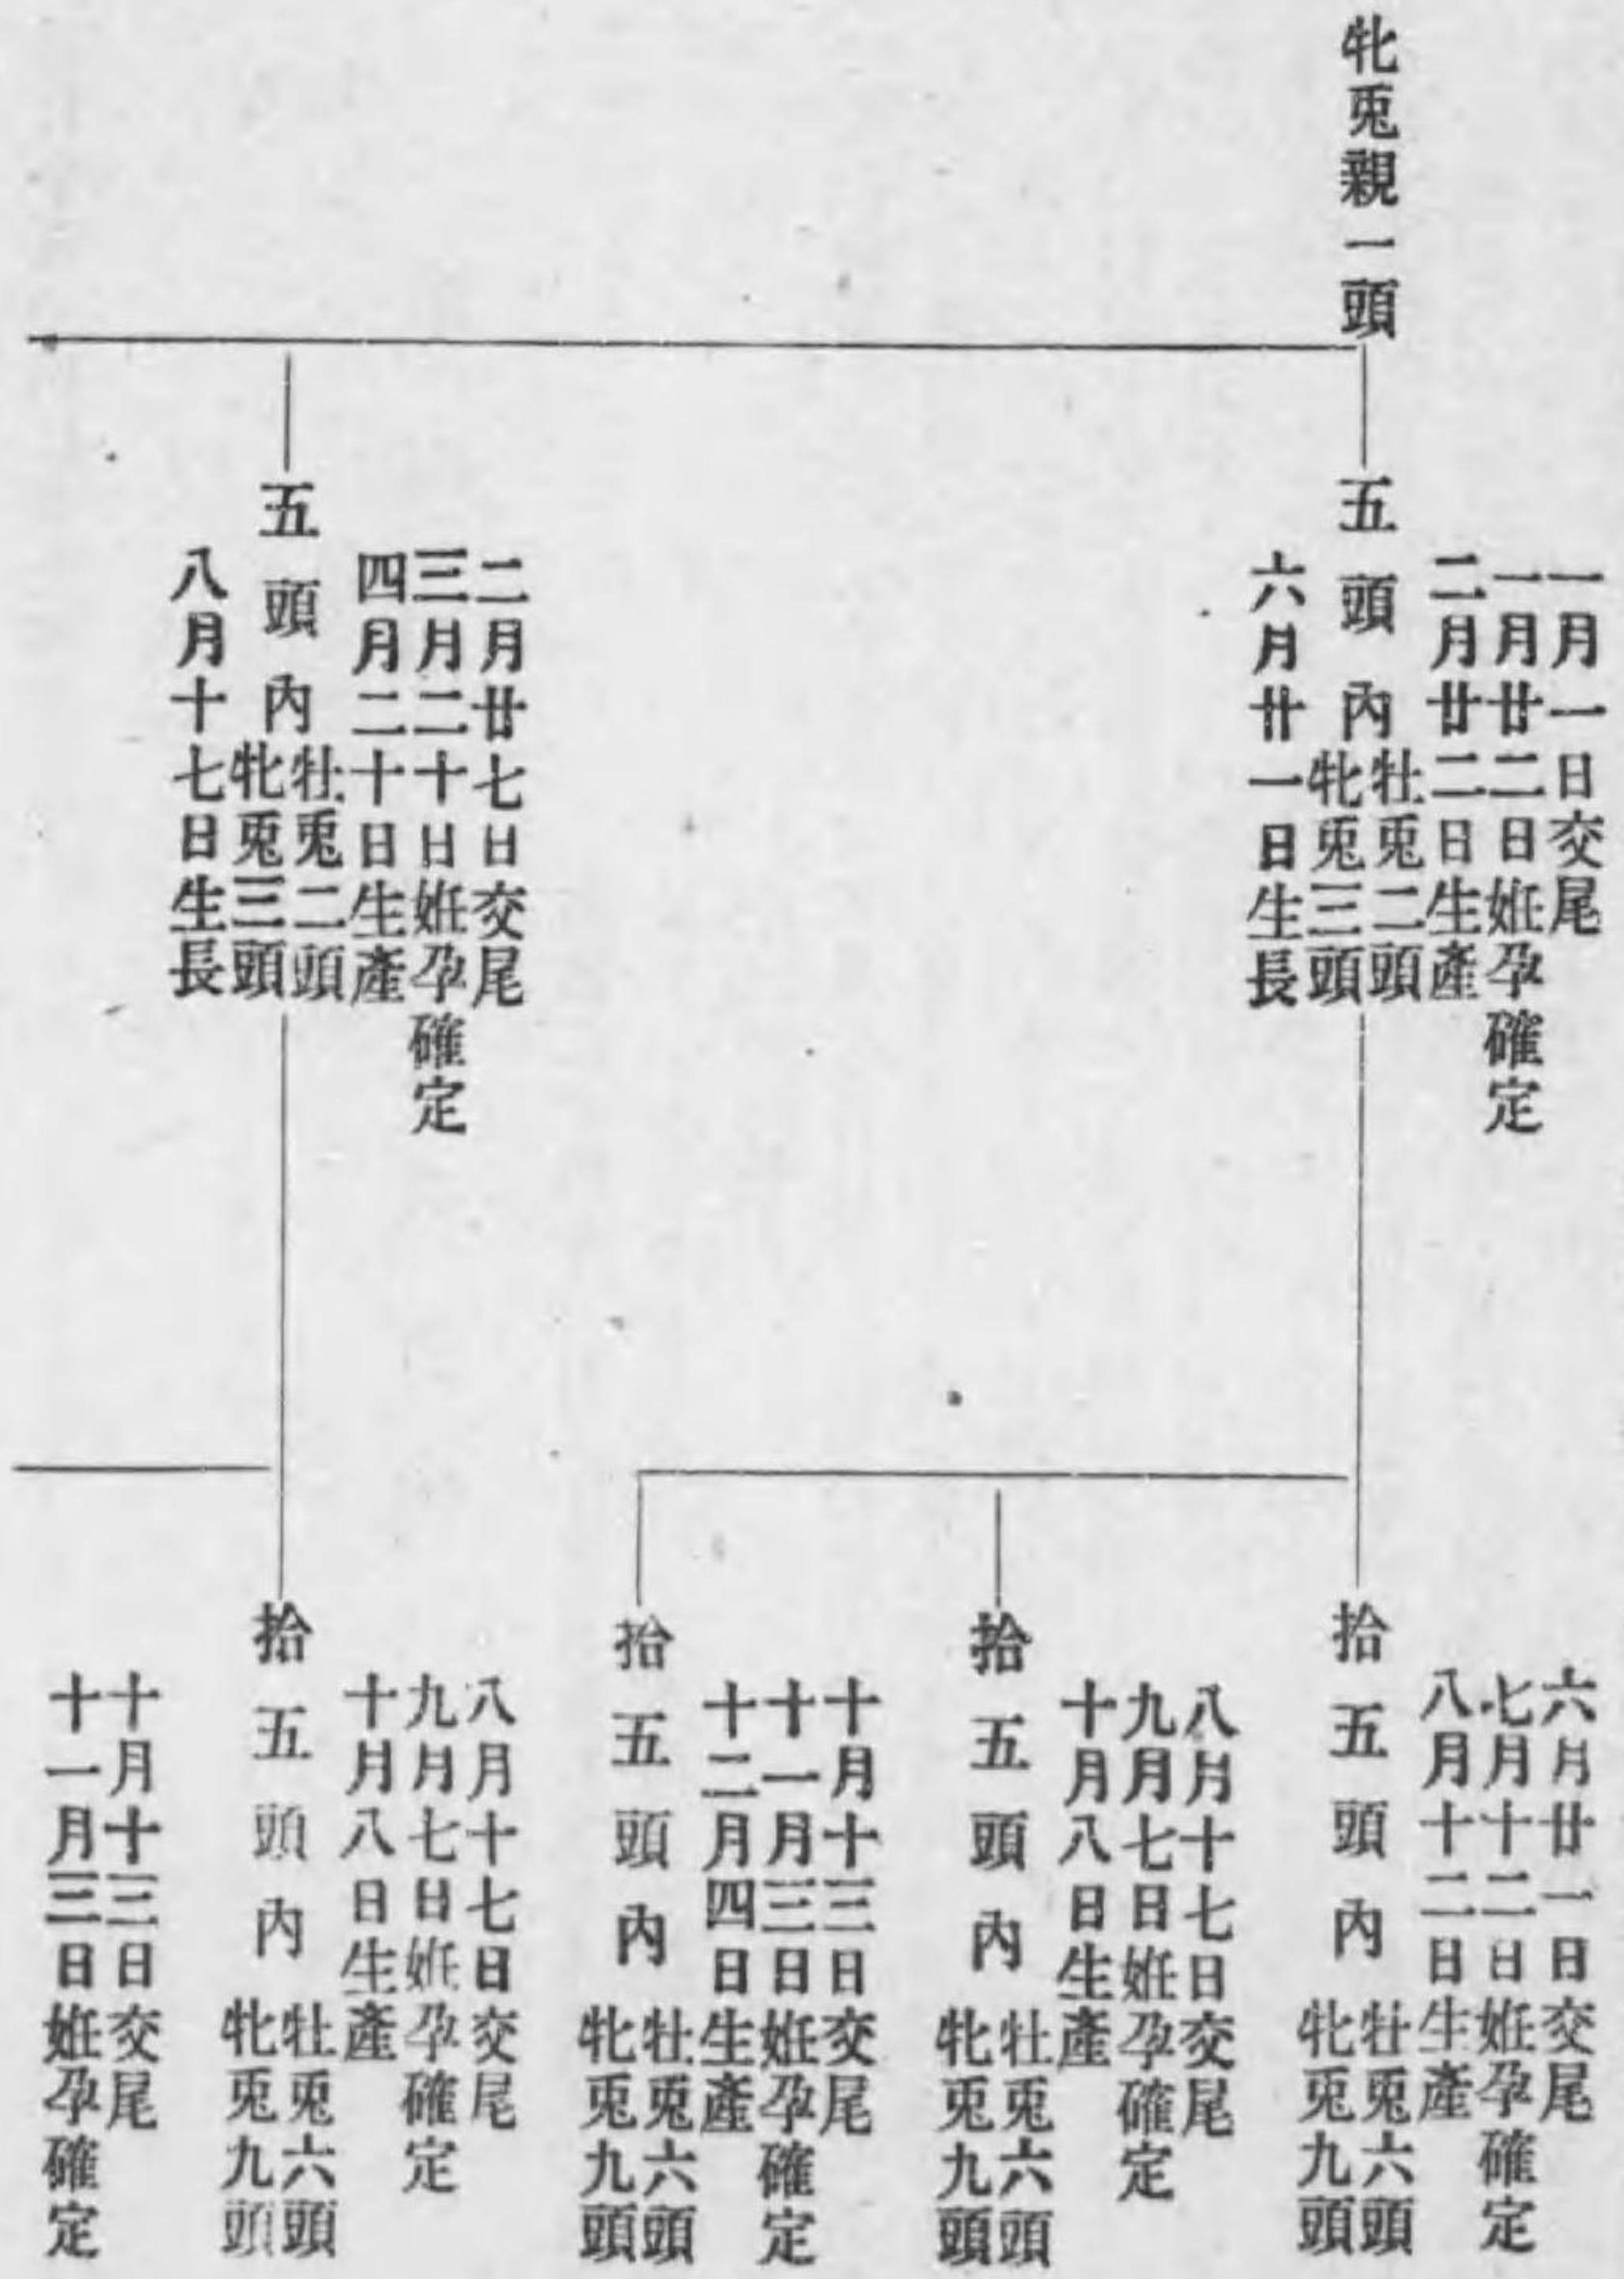 牝兎親一頭
一月一日交尾
一月廿二日姙孕確定
二月廿二日生產
五頭內
牡兎二頭
牝兎三頭
六月廿一日生長
二月廿七日交尾
三月二十日姙孕確定
四月二十日生產
五頭內
牡兎二頭
牝兎三頭
八月十七日生長
六月廿一日交尾
七月十二日姙孕確定
八月十二日生產
拾五頭內
牡兎六頭
牝兎九頭
八月十七日交尾
九月七日姙孕確定
十月八日生產
拾五頭內
牡兎六頭
牝兎九頭
十月十三日交尾
十一月三日姙孕確定
十二月四日生產
拾五頭內
牡兎六頭
牝兎九頭
八月十七日交尾
九月七日姙孕確定
十月八日生產
拾五頭內
牡兎六頭
牝兎九頭
十月十三日交尾
十一月三日姙孕確定